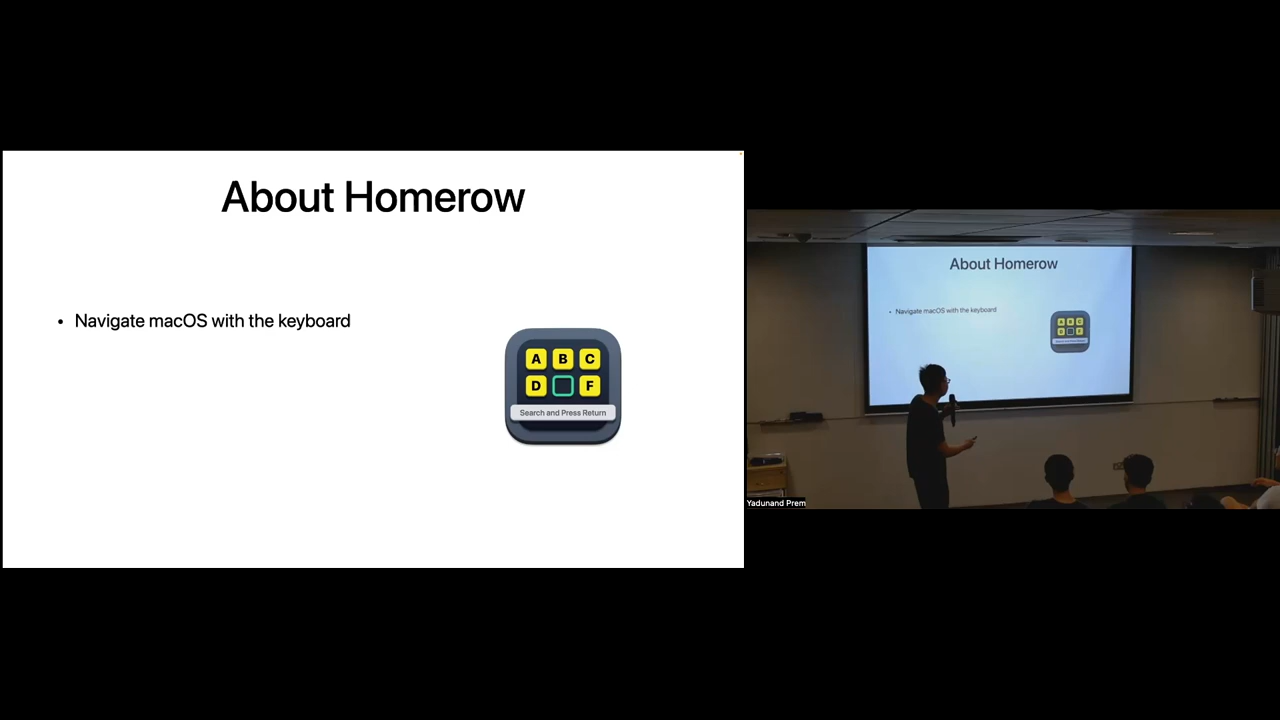 About Homerow
• Navigate macOS with the keyboard
A B C
D F
Search and Press Return
About Homerow
• Navigate macOS with the keyboard
A B C
D F
Yadunand Prem